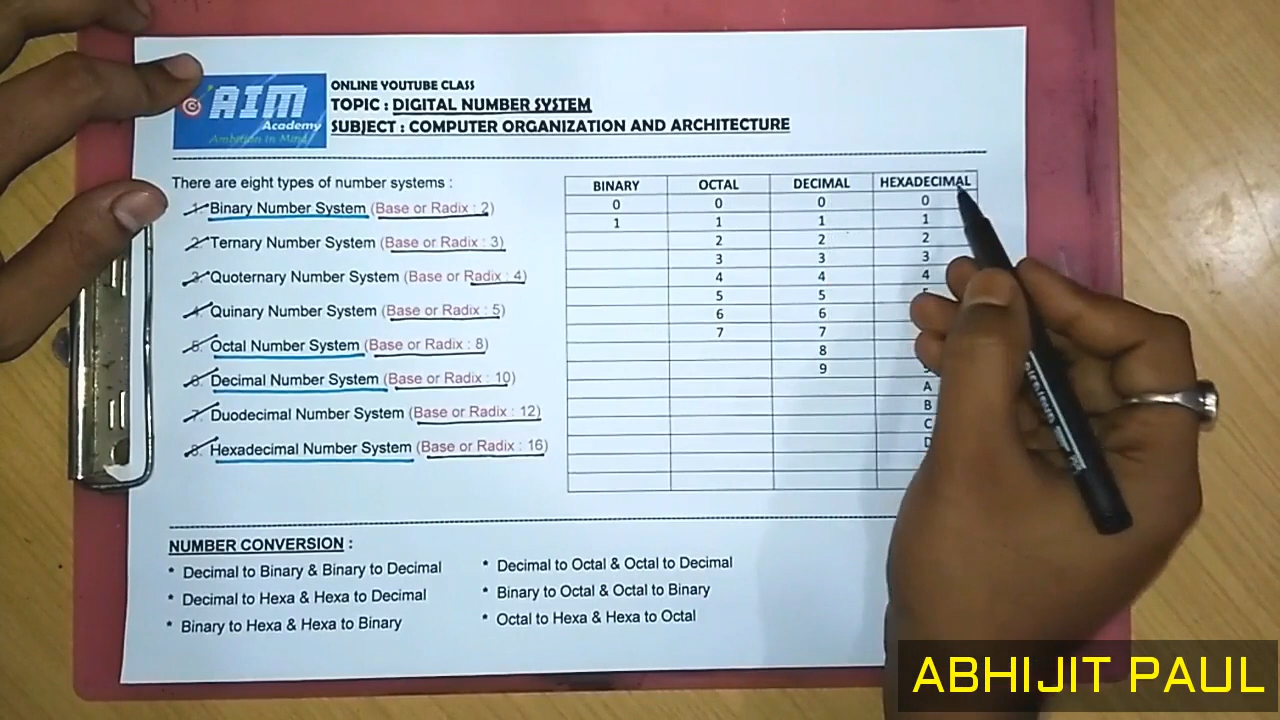 AIM
Academy
Ambition in Mind
ONLINE YOUTUBE CLASS
TOPIC : DIGITAL NUMBER SYSTEM
SUBJECT : COMPUTER ORGANIZATION AND ARCHITECTURE
There are eight types of number systems :
1. Binary Number System (Base or Radix : 2)
2. Ternary Number System (Base or Radix : 3)
3. Quoternary Number System (Base or Radix : 4)
4. Quinary Number System (Base or Radix : 5)
5. Octal Number System (Base or Radix : 8)
6. Decimal Number System (Base or Radix : 10)
7. Duodecimal Number System (Base or Radix : 12)
8. Hexadecimal Number System (Base or Radix : 16)
BINARY OCTAL DECIMAL HEXADECIMAL
0 0 0 0
1 1 1 1
2 2 2
3 3 3
4 4 4
5 5
6 6
7 7
8
9
A
B
C
D
NUMBER CONVERSION :
* Decimal to Binary & Binary to Decimal
* Decimal to Hexa & Hexa to Decimal
* Binary to Hexa & Hexa to Binary
* Decimal to Octal & Octal to Decimal
* Binary to Octal & Octal to Binary
* Octal to Hexa & Hexa to Octal
ABHIJIT PAUL